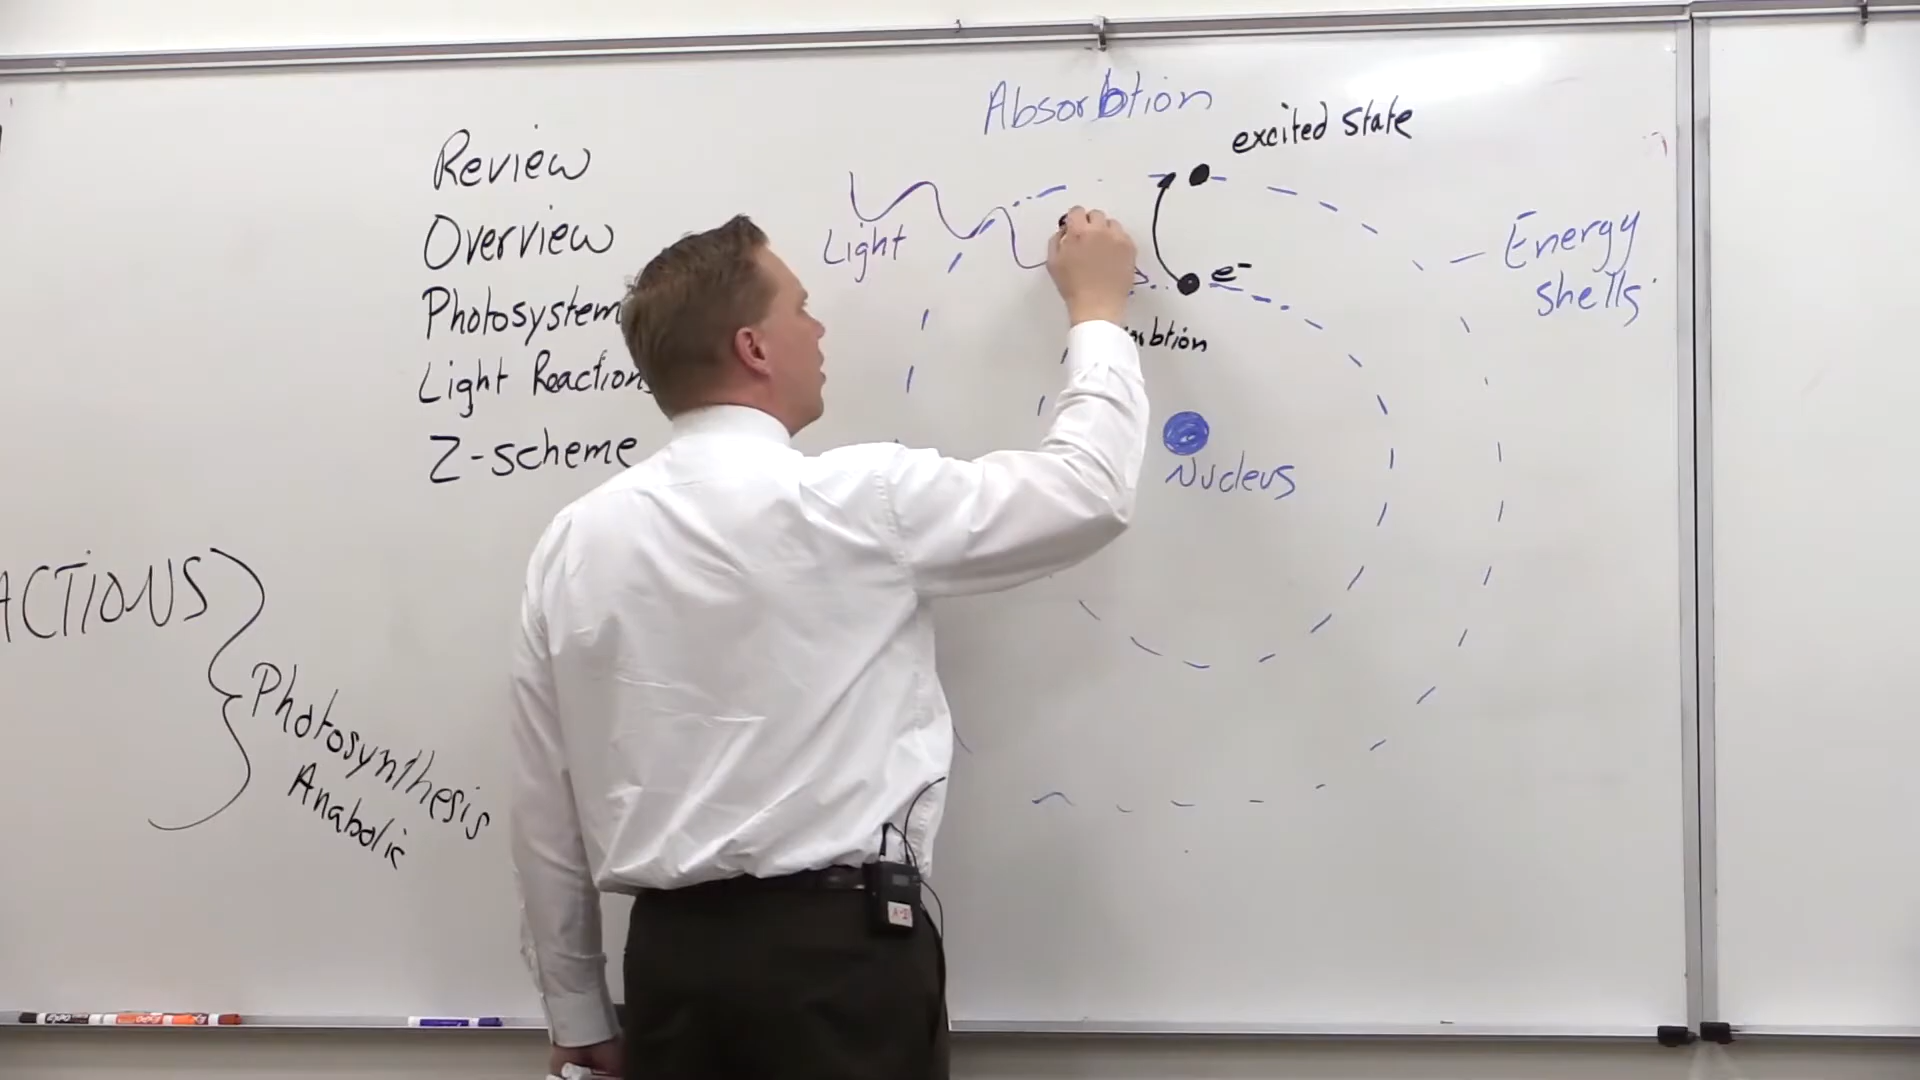 Review
Overview
Photosystem
Light Reaction
Z-scheme
ACTIONS
Photosynthesis
Anabolic
Absorbtion
excited state
Light
e-
Energy
shells
Nucleus